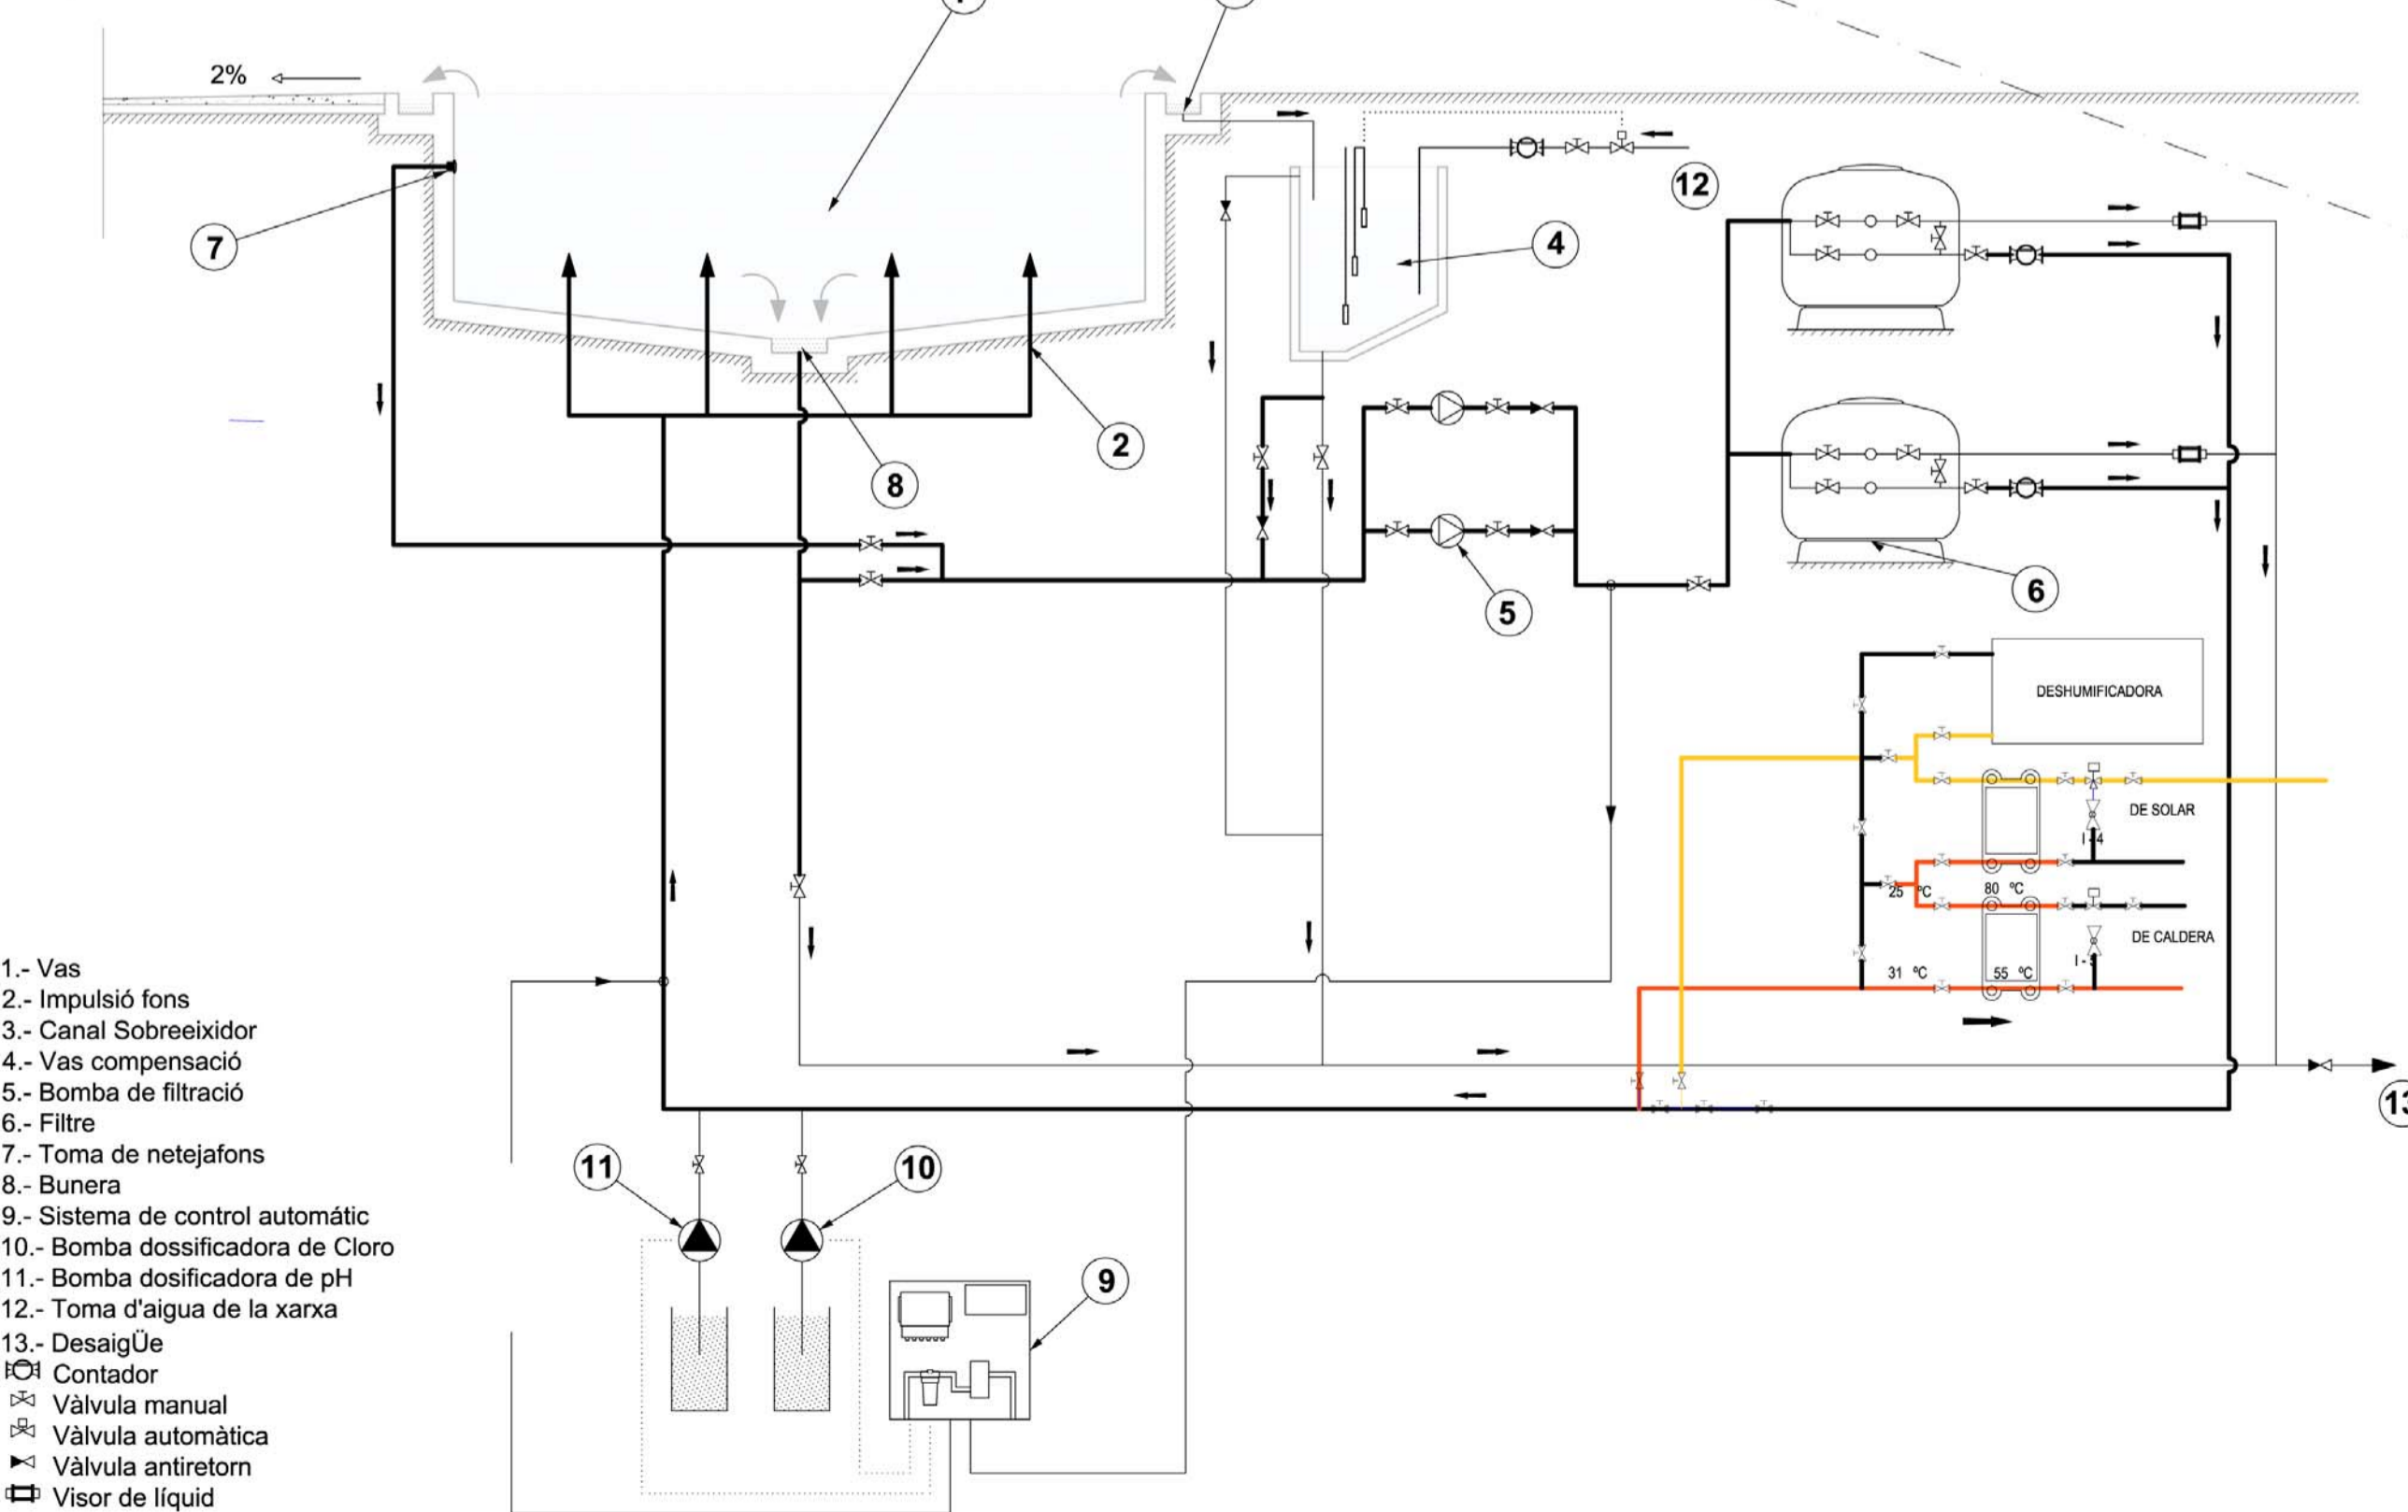 2%
12
7
4
2
8
5
6
DESHUMIFICADORA
DE SOLAR
I - 4
25 ºC
80 ºC
DE CALDERA
31 ºC
55 ºC
11
10
9
1.- Vas
2.- Impulsió fons
3.- Canal Sobreeixidor
4.- Vas compensació
5.- Bomba de filtració
6.- Filtre
7.- Toma de netejafons
8.- Bunera
9.- Sistema de control automátic
10.- Bomba dossificadora de Cloro
11.- Bomba dosificadora de pH
12.- Toma d'aigua de la xarxa
13.- DesaigÜe
Contador
Vàlvula manual
Vàlvula automàtica
Vàlvula antiretorn
Visor de líquid